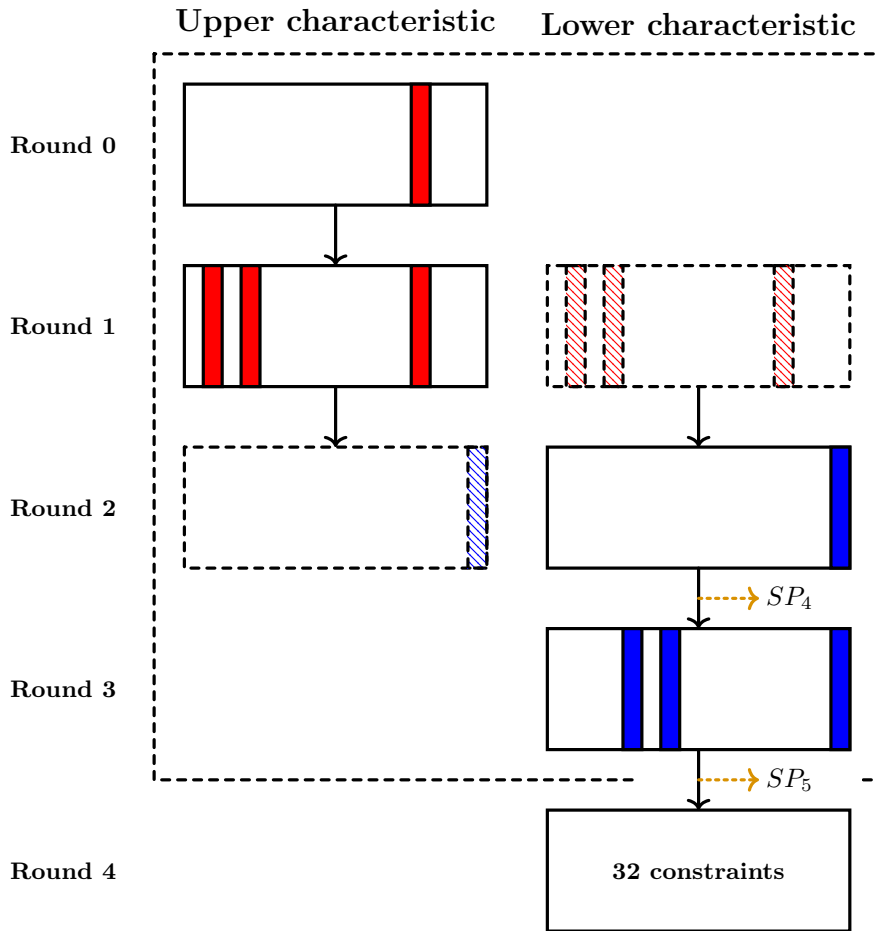 Upper characteristic
Lower characteristic
Round 0
Round 1
Round 2
SP₄
Round 3
SP₅
Round 4
32 constraints